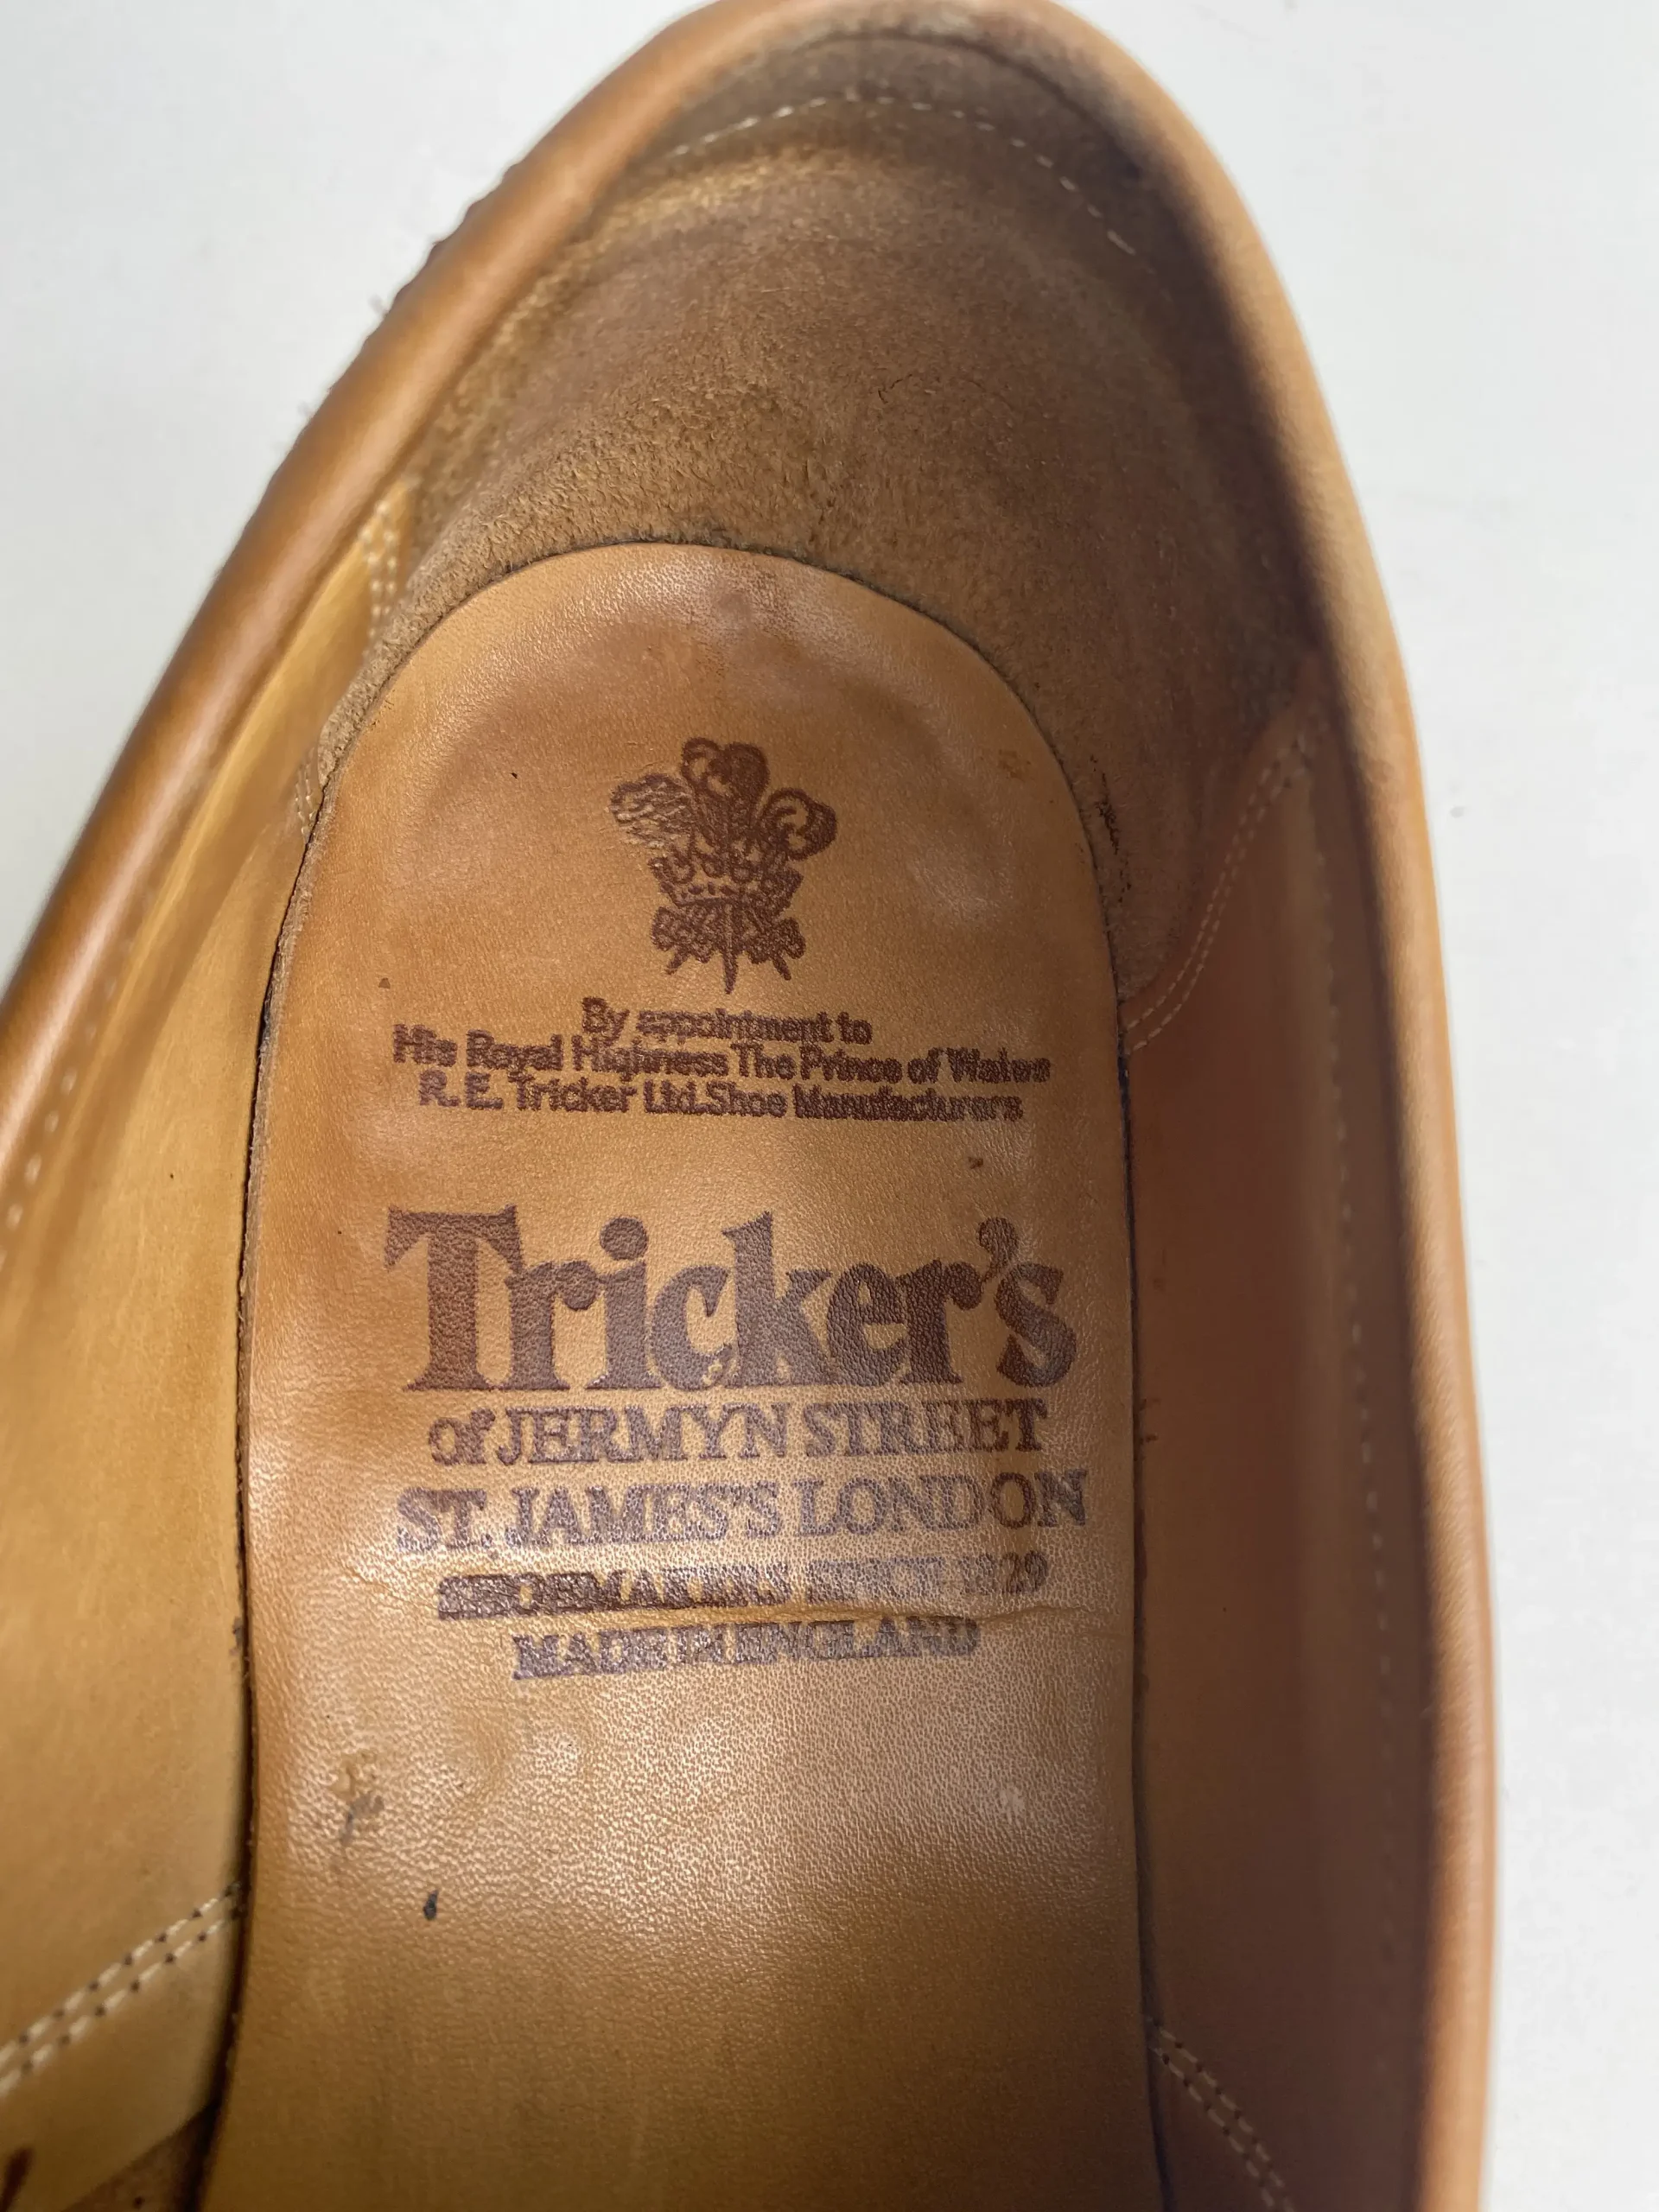 By appointment to
His Royal Highness The Prince of Wales
R.E. Tricker Ltd. Shoe Manufacturers
Tricker's
of JERMYN STREET
ST. JAMES'S LONDON
SHOEMAKERS SINCE 1829
MADE IN ENGLAND